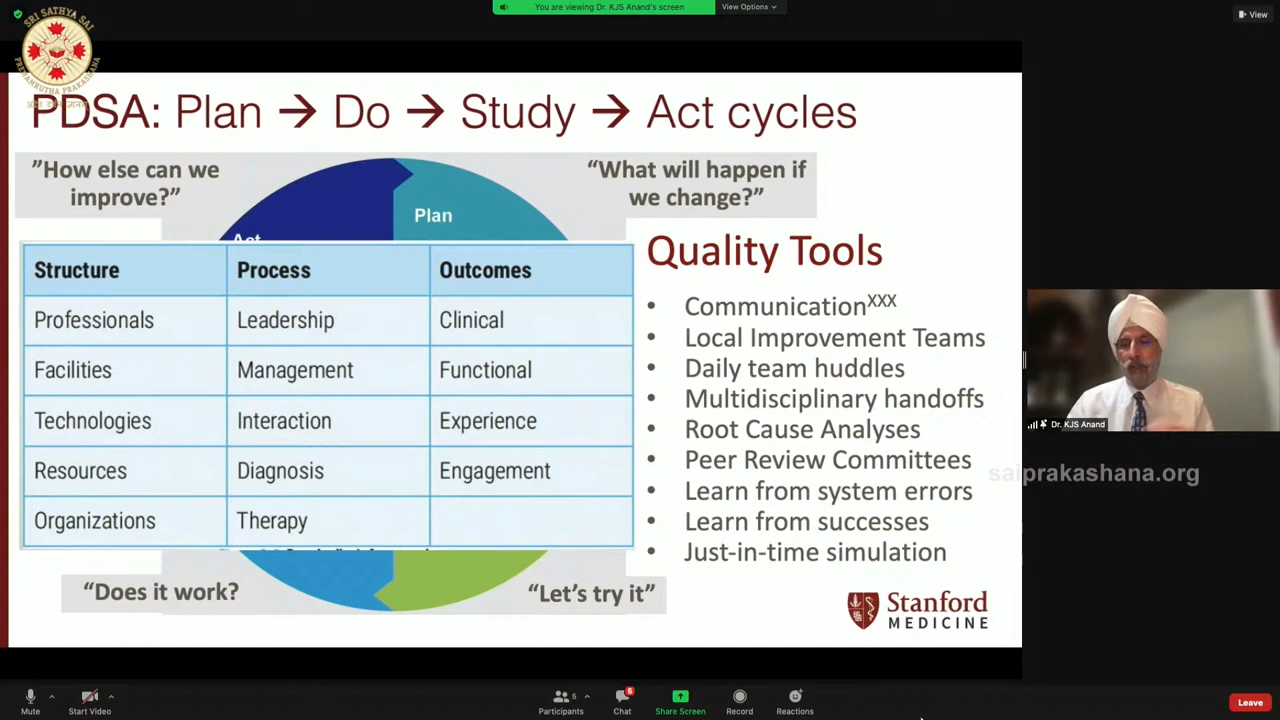 You are viewing Dr. KJS Anand's screen
View Options
View
SRI SATHYA SAI
PREMAMRUTHA PRAKASHANA
PDSA: Plan → Do → Study → Act cycles
”How else can we
improve?”
“What will happen if
we change?”
Plan
Act
Structure Process Outcomes
Professionals Leadership Clinical
Facilities Management Functional
Technologies Interaction Experience
Resources Diagnosis Engagement
Organizations Therapy
“Does it work?
“Let’s try it”
Quality Tools
• CommunicationXXX
• Local Improvement Teams
• Daily team huddles
• Multidisciplinary handoffs
• Root Cause Analyses
• Peer Review Committees
• Learn from system errors
• Learn from successes
• Just-in-time simulation
Stanford
MEDICINE
Dr. KJS Anand
saiprakashana.org
Mute
Start Video
5
Participants
6
Chat
Share Screen
Record
Reactions
Leave